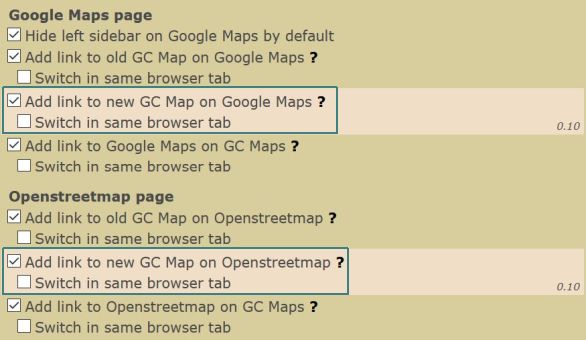 Google Maps page
Hide left sidebar on Google Maps by default
Add link to old GC Map on Google Maps ?
Switch in same browser tab
Add link to new GC Map on Google Maps ?
Switch in same browser tab
0.10
Add link to Google Maps on GC Maps ?
Switch in same browser tab
Openstreetmap page
Add link to old GC Map on Openstreetmap ?
Switch in same browser tab
Add link to new GC Map on Openstreetmap ?
Switch in same browser tab
0.10
Add link to Openstreetmap on GC Maps ?
Switch in same browser tab